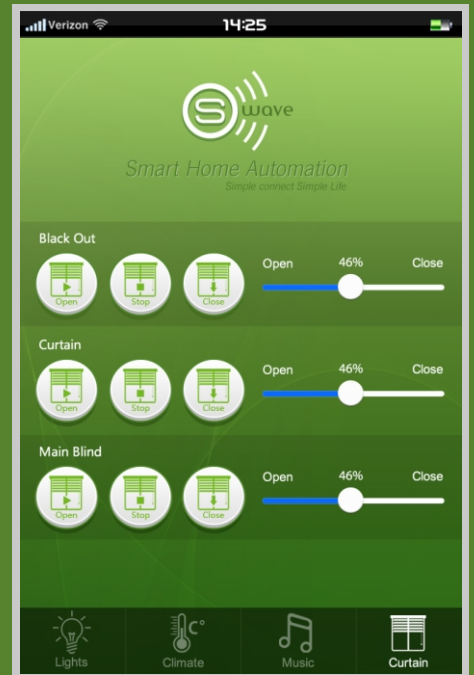 Verizon 14:25
S wave
Smart Home Automation
Simple connect Simple Life
Black Out
Open Stop Close
Open 46% Close
Curtain
Open Stop Close
Open 46% Close
Main Blind
Open Stop Close
Open 46% Close
Lights C° Climate Music Curtain